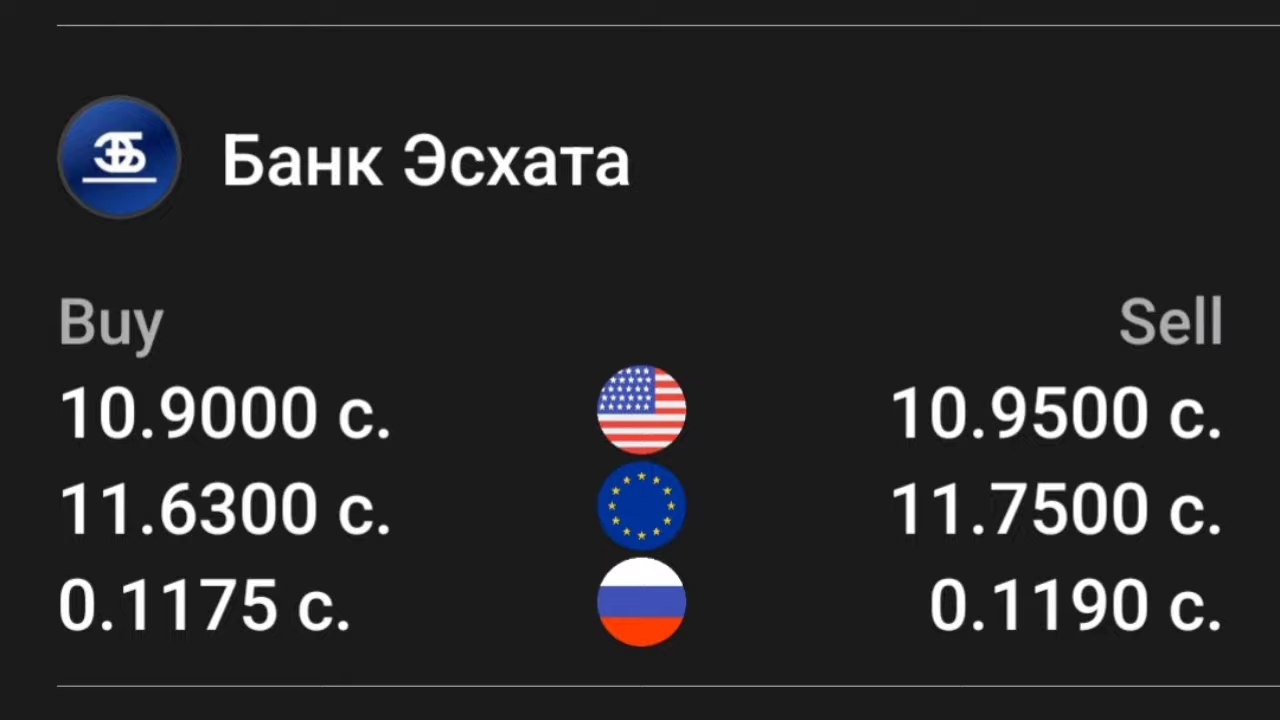 Банк Эсхата
Buy Sell
10.9000 с. 10.9500 с.
11.6300 с. 11.7500 с.
0.1175 с. 0.1190 с.